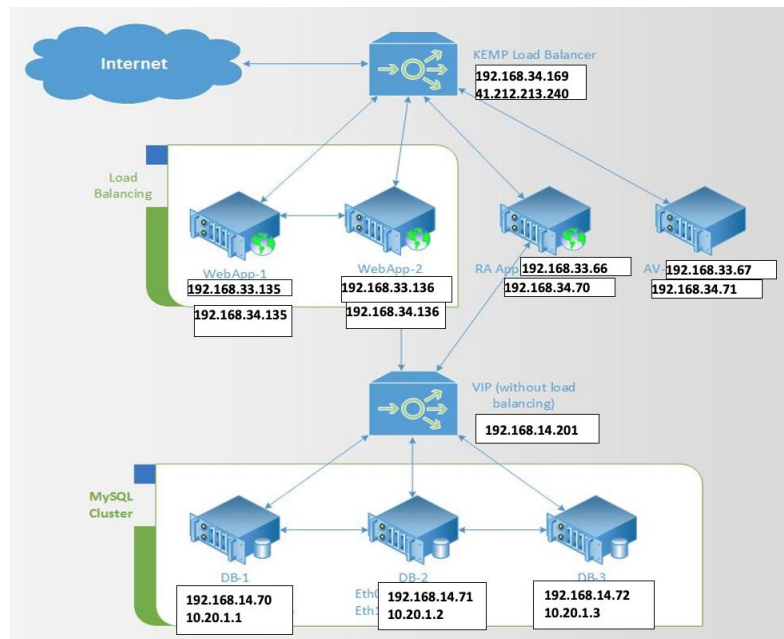 Internet
KEMP Load Balancer
192.168.34.169
41.212.213.240
Load
Balancing
WebApp-1
192.168.33.135
192.168.34.135
WebApp-2
192.168.33.136
192.168.34.136
RA App
192.168.33.66
192.168.34.70
AV-
192.168.33.67
192.168.34.71
VIP (without load
balancing)
192.168.14.201
MySQL
Cluster
DB-1
192.168.14.70
10.20.1.1
DB-2
Eth0
192.168.14.71
Eth1
10.20.1.2
DB-3
192.168.14.72
10.20.1.3